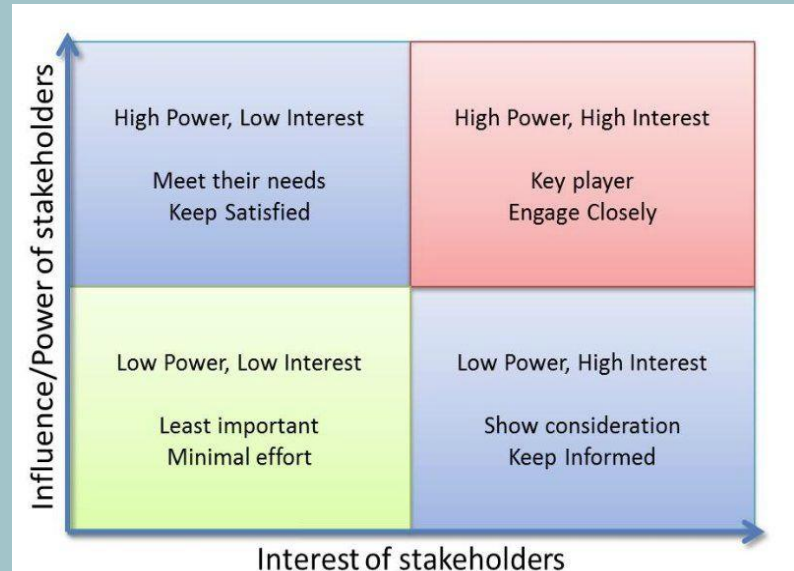 Influence/Power of stakeholders
High Power, Low Interest
Meet their needs
Keep Satisfied
High Power, High Interest
Key player
Engage Closely
Low Power, Low Interest
Least important
Minimal effort
Low Power, High Interest
Show consideration
Keep Informed
Interest of stakeholders